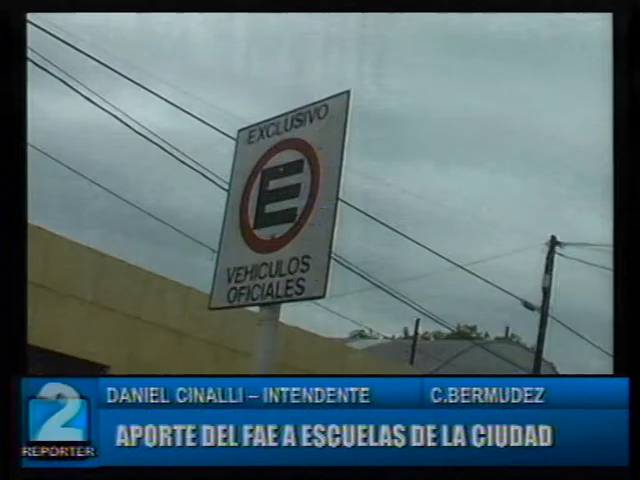 EXCLUSIVO
E
VEHICULOS
OFICIALES
DANIEL CINALLI – INTENDENTE
C.BERMUDEZ
2
REPORTER
APORTE DEL FAE A ESCUELAS DE LA CIUDAD